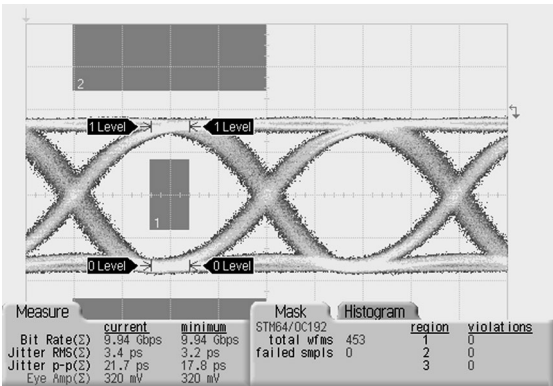 2
1 Level 1 Level
1
0 Level 0 Level
Measure
current minimum
Bit Rate(Σ) 9.94 Gbps 9.94 Gbps
Jitter RMS(Σ) 3.4 ps 3.2 ps
Jitter p-p(Σ) 21.7 ps 17.8 ps
Eye Amp(Σ) 320 mV 320 mV
Mask Histogram
STM64/OC192 region violations
total wfms 453 1 0
failed smpls 0 2 0
3 0